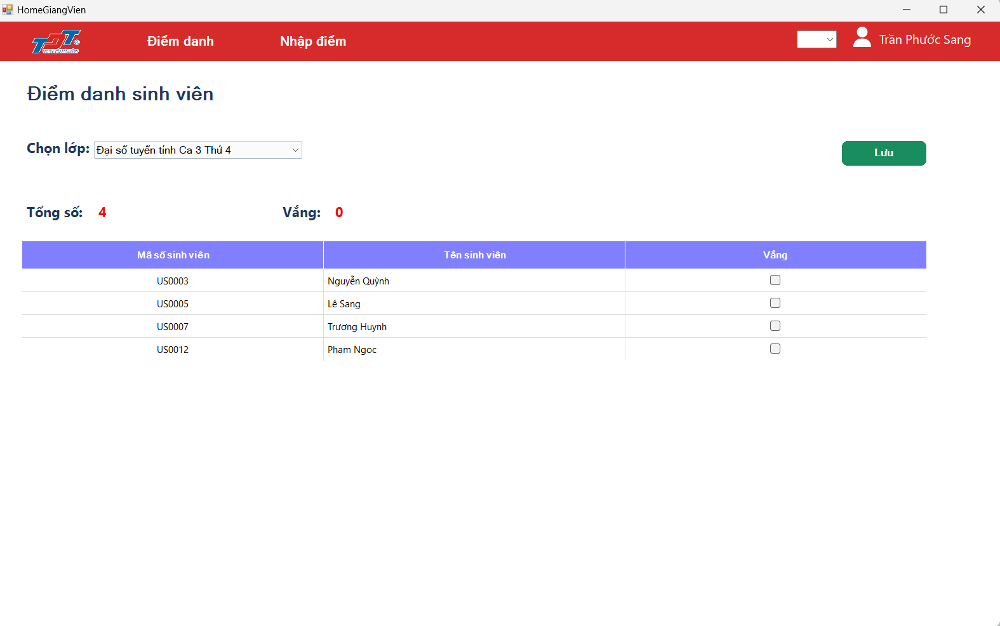 HomeGiangVien
TDT
Điểm danh
Nhập điểm
Trần Phước Sang
Điểm danh sinh viên
Chọn lớp: Đại số tuyến tính Ca 3 Thứ 4
Lưu
Tổng số: 4 Vắng: 0
Mã số sinh viên Tên sinh viên Vắng
US0003 Nguyễn Quỳnh
US0005 Lê Sang
US0007 Trương Huynh
US0012 Phạm Ngọc